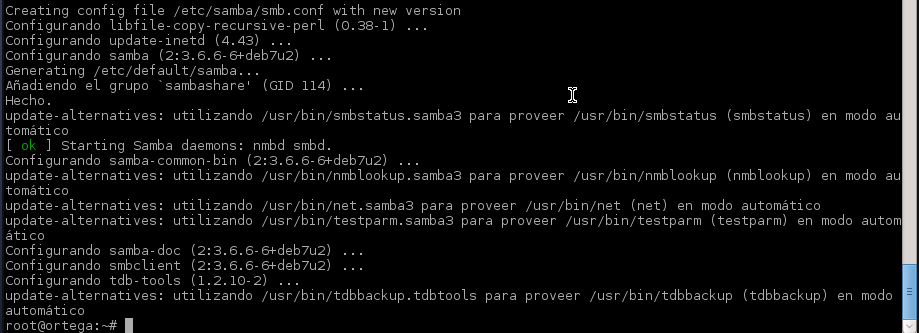 Creating config file /etc/samba/smb.conf with new version
Configurando libfile-copy-recursive-perl (0.38-1) ...
Configurando update-inetd (4.43) ...
Configurando samba (2:3.6.6-6+deb7u2) ...
Generating /etc/default/samba...
Añadiendo el grupo `sambashare' (GID 114) ...
Hecho.
update-alternatives: utilizando /usr/bin/smbstatus.samba3 para proveer /usr/bin/smbstatus (smbstatus) en modo au
tomático
[ ok ] Starting Samba daemons: nmbd smbd.
Configurando samba-common-bin (2:3.6.6-6+deb7u2) ...
update-alternatives: utilizando /usr/bin/nmblookup.samba3 para proveer /usr/bin/nmblookup (nmblookup) en modo au
tomático
update-alternatives: utilizando /usr/bin/net.samba3 para proveer /usr/bin/net (net) en modo automático
update-alternatives: utilizando /usr/bin/testparm.samba3 para proveer /usr/bin/testparm (testparm) en modo autom
ático
Configurando samba-doc (2:3.6.6-6+deb7u2) ...
Configurando smbclient (2:3.6.6-6+deb7u2) ...
Configurando tdb-tools (1.2.10-2) ...
update-alternatives: utilizando /usr/bin/tdbbackup.tdbtools para proveer /usr/bin/tdbbackup (tdbbackup) en modo 
automático
root@ortega:~#